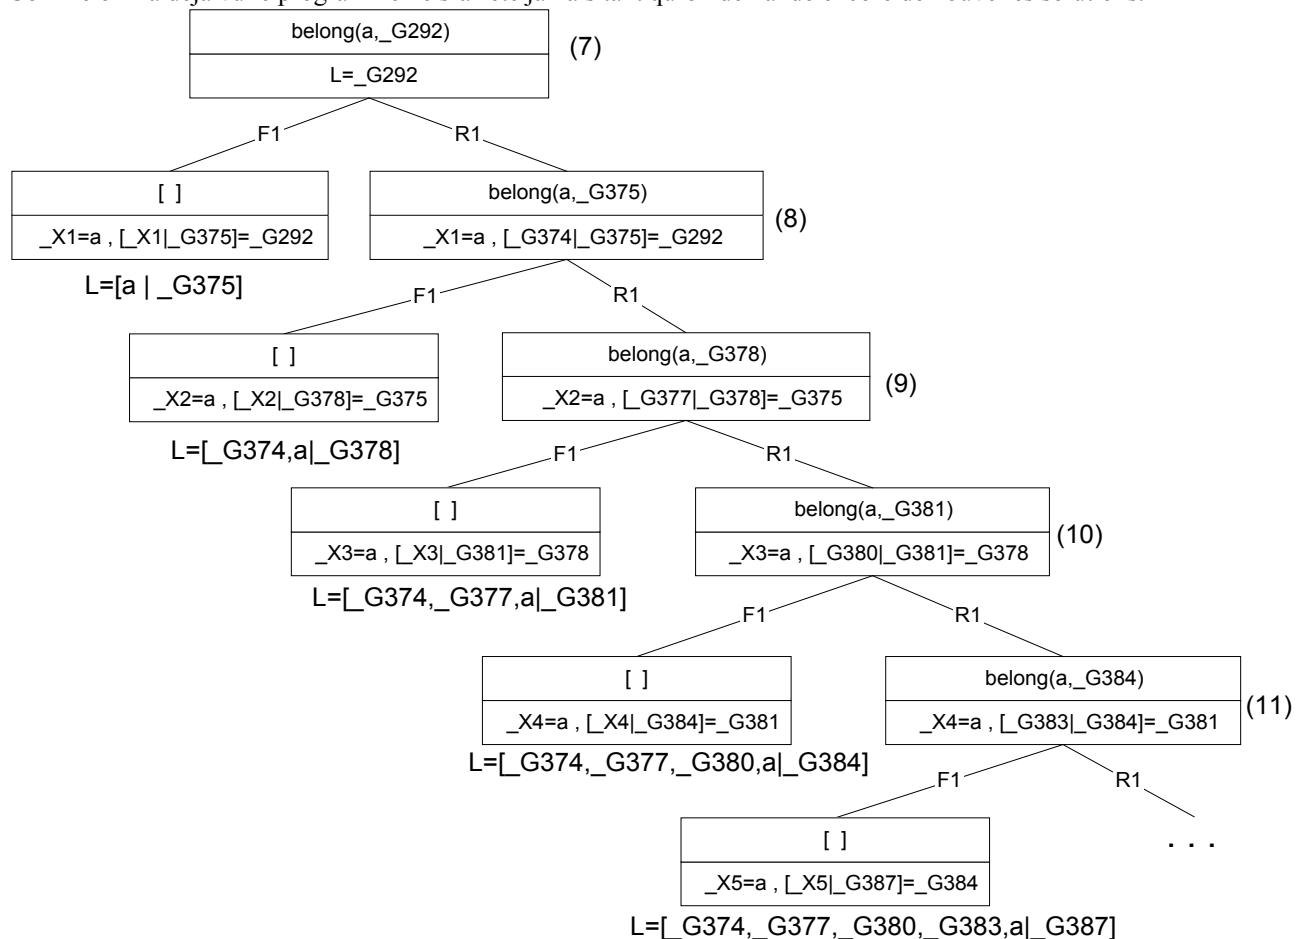 belong(a,_G292)
(7)
L=_G292
F1
R1
[ ]
belong(a,_G375)
(8)
_X1=a , [_X1|_G375]=_G292
_X1=a , [_G374|_G375]=_G292
L=[a | _G375]
F1
R1
[ ]
belong(a,_G378)
(9)
_X2=a , [_X2|_G378]=_G375
_X2=a , [_G377|_G378]=_G375
L=[_G374,a|_G378]
F1
R1
[ ]
belong(a,_G381)
(10)
_X3=a , [_X3|_G381]=_G378
_X3=a , [_G380|_G381]=_G378
L=[_G374,_G377,a|_G381]
F1
R1
[ ]
belong(a,_G384)
(11)
_X4=a , [_X4|_G384]=_G381
_X4=a , [_G383|_G384]=_G381
L=[_G374,_G377,_G380,a|_G384]
F1
R1
[ ]
. . .
_X5=a , [_X5|_G387]=_G384
L=[_G374,_G377,_G380,_G383,a|_G387]